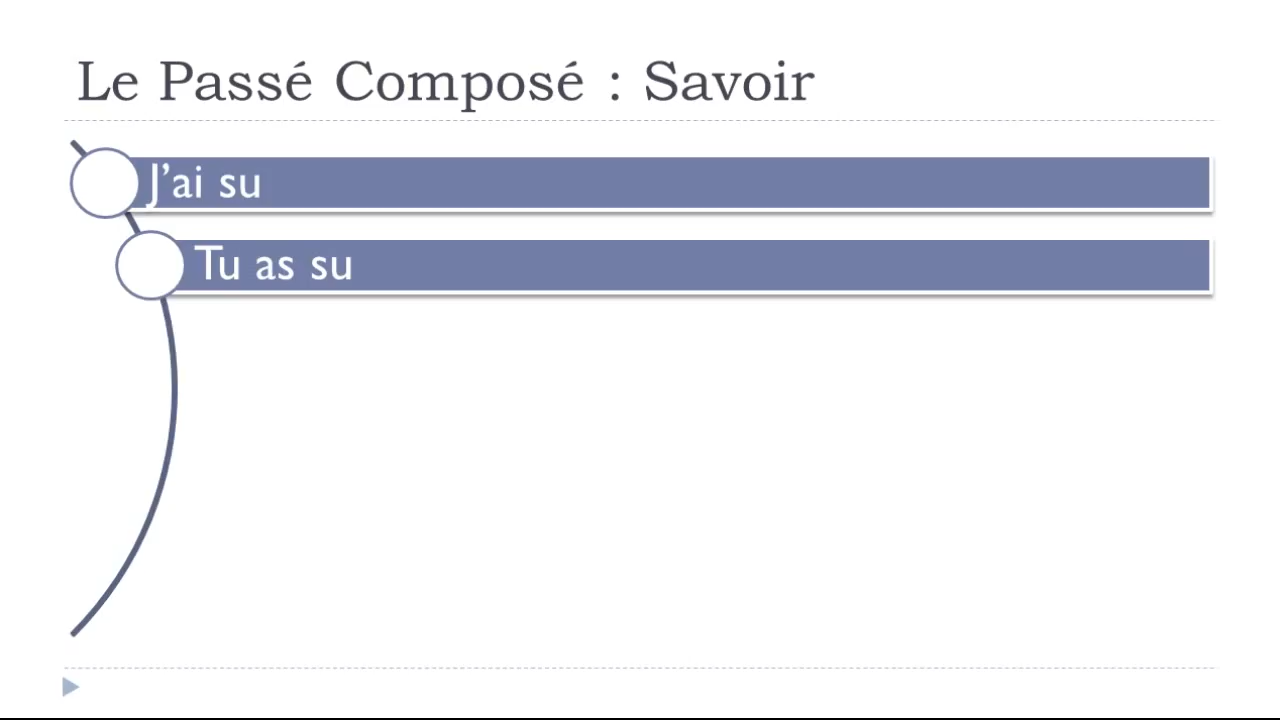 Le Passé Composé : Savoir
J’ai su
Tu as su